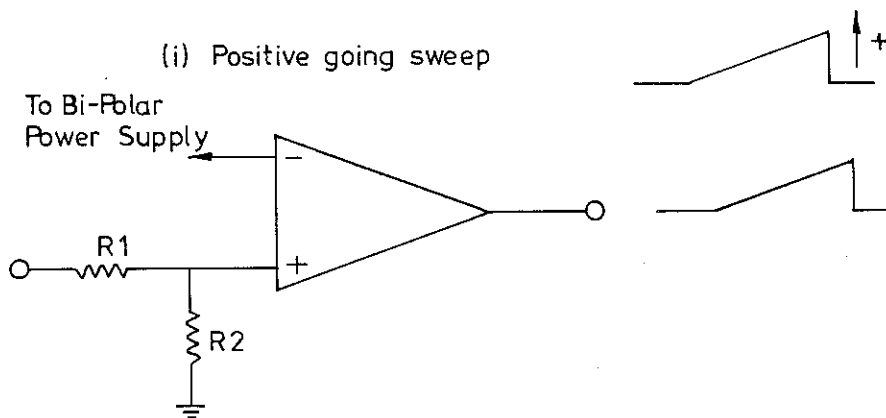 (i) Positive going sweep
+
To Bi-Polar
Power Supply
-
R1
+
R2